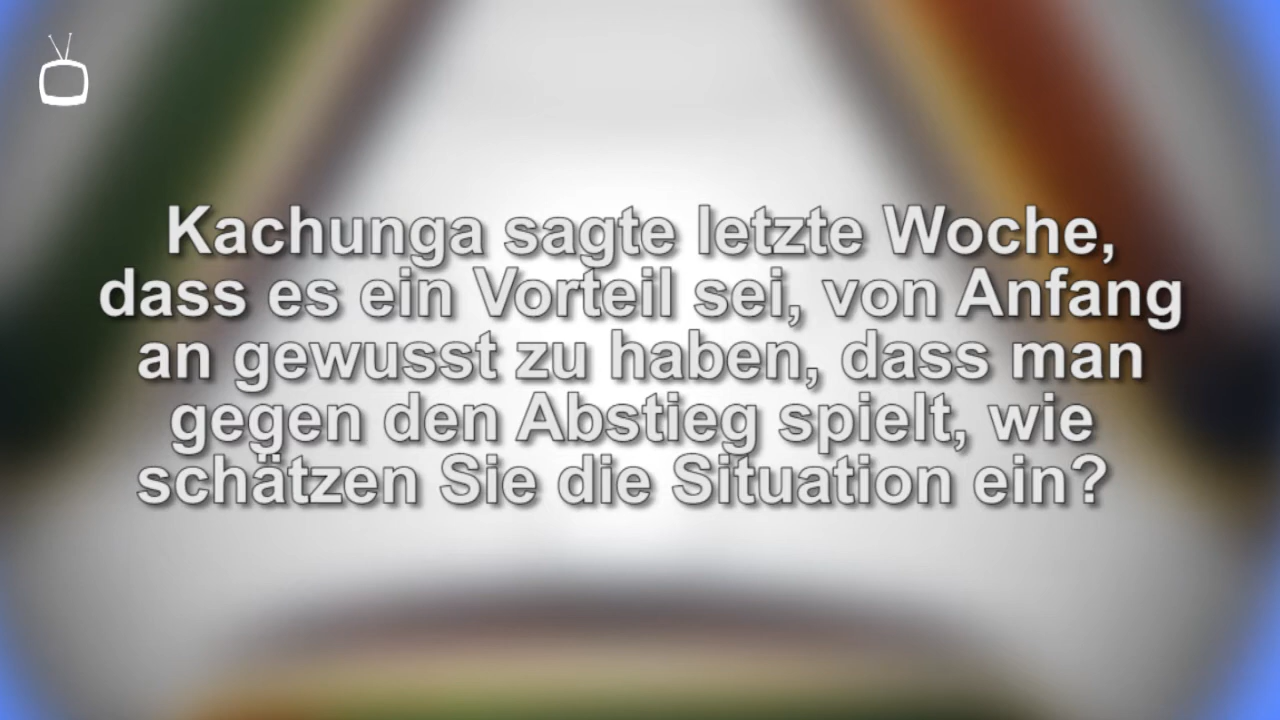 Kachunga sagte letzte Woche,
dass es ein Vorteil sei, von Anfang
an gewusst zu haben, dass man
gegen den Abstieg spielt, wie
schätzen Sie die Situation ein?